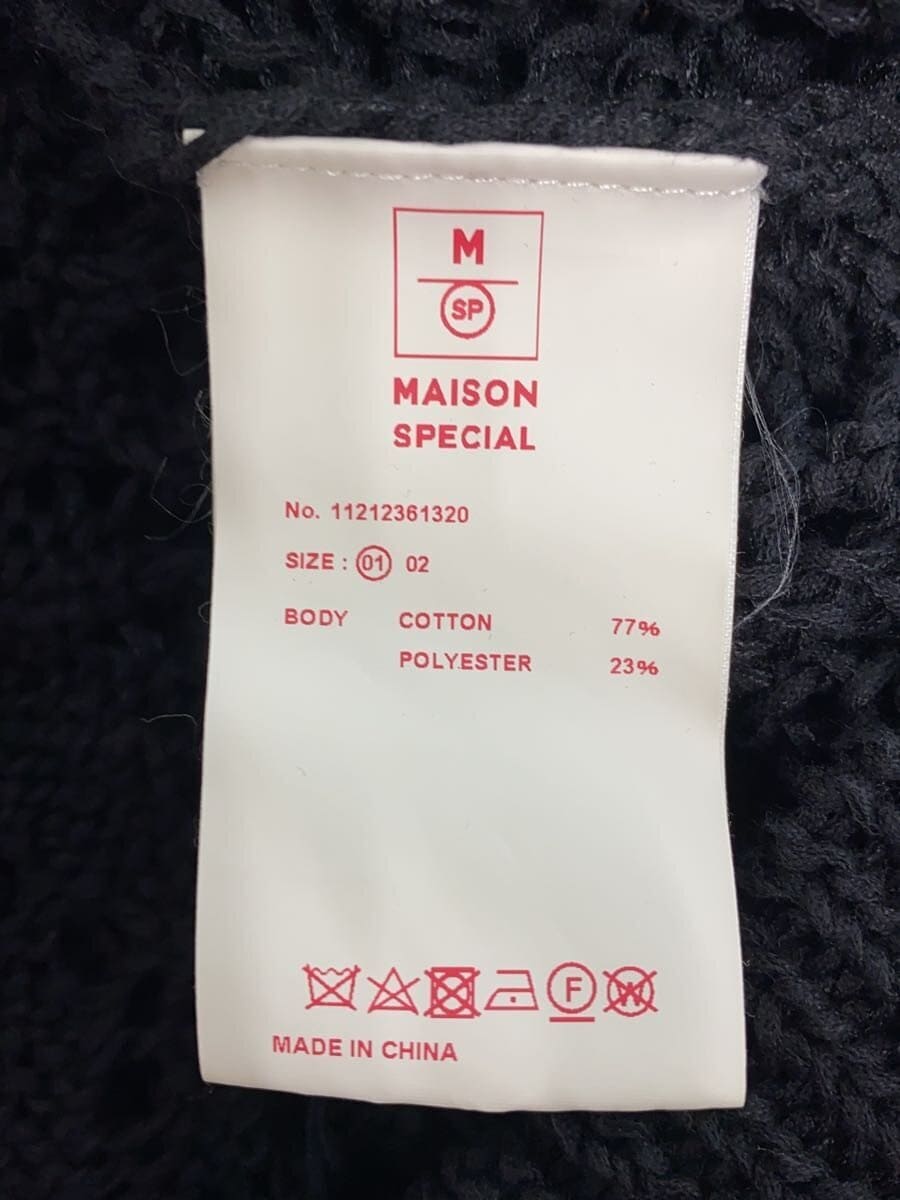 M
SP
MAISON
SPECIAL
No. 11212361320
SIZE : 01 02
BODY COTTON 77%
POLYESTER 23%
F
W
MADE IN CHINA